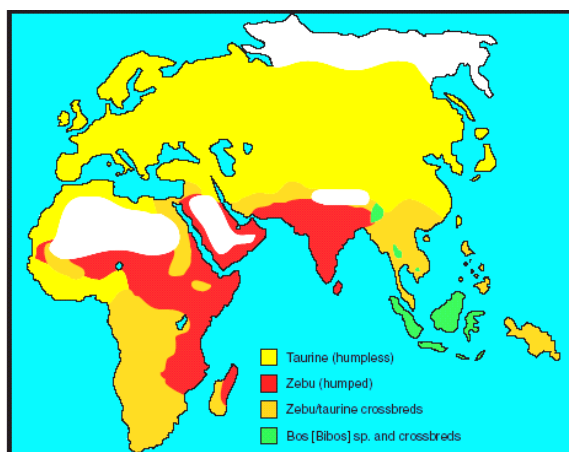 Taurine (humpless)
Zebu (humped)
Zebu/taurine crossbreds
Bos [Bibos] sp. and crossbreds